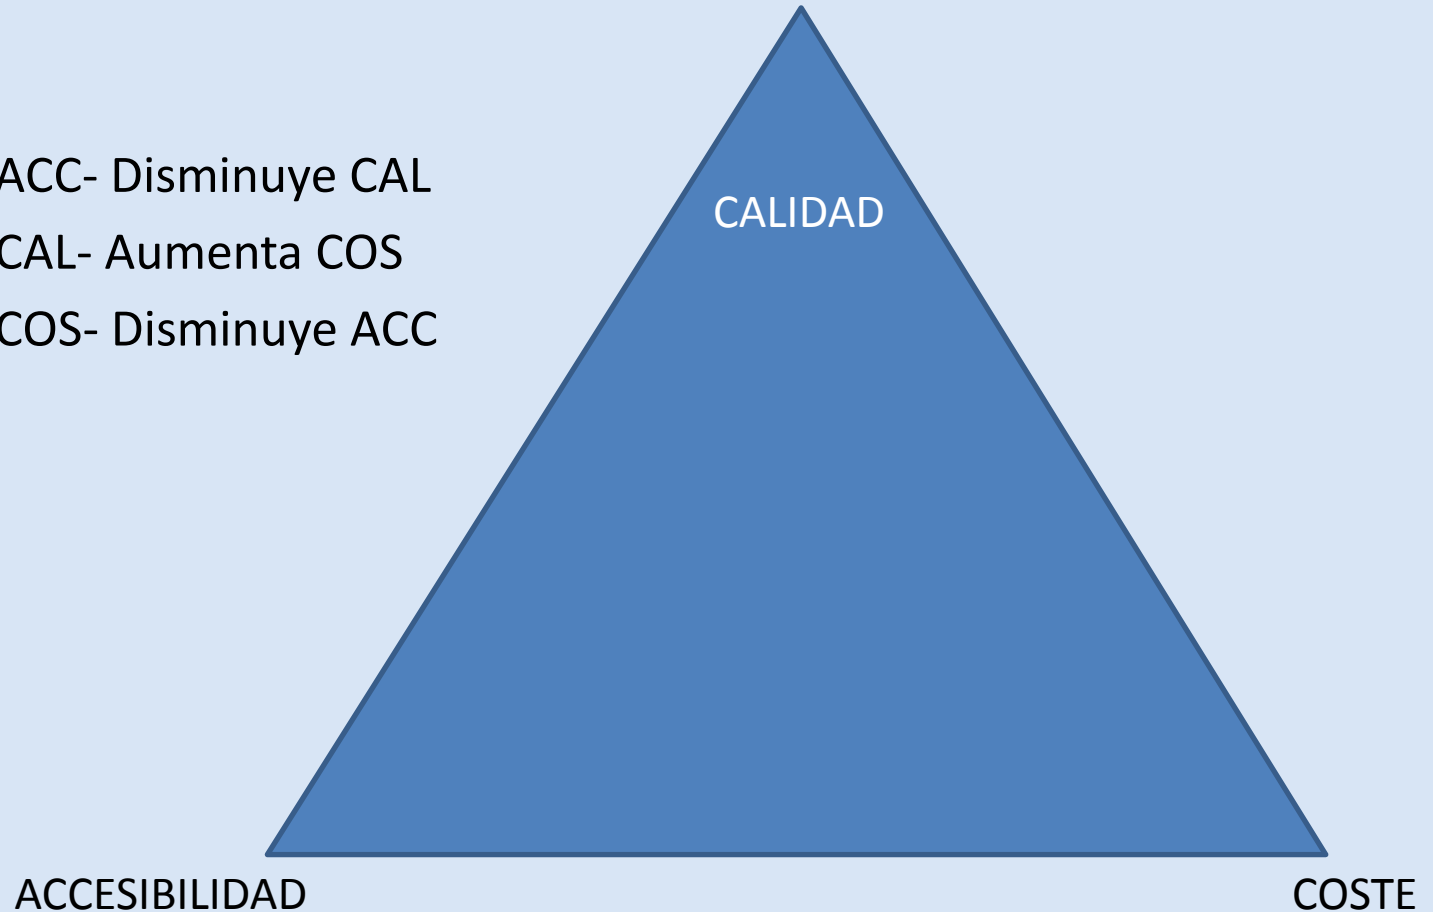 ACC- Disminuye CAL
CAL- Aumenta COS
COS- Disminuye ACC
CALIDAD
ACCESIBILIDAD
COSTE